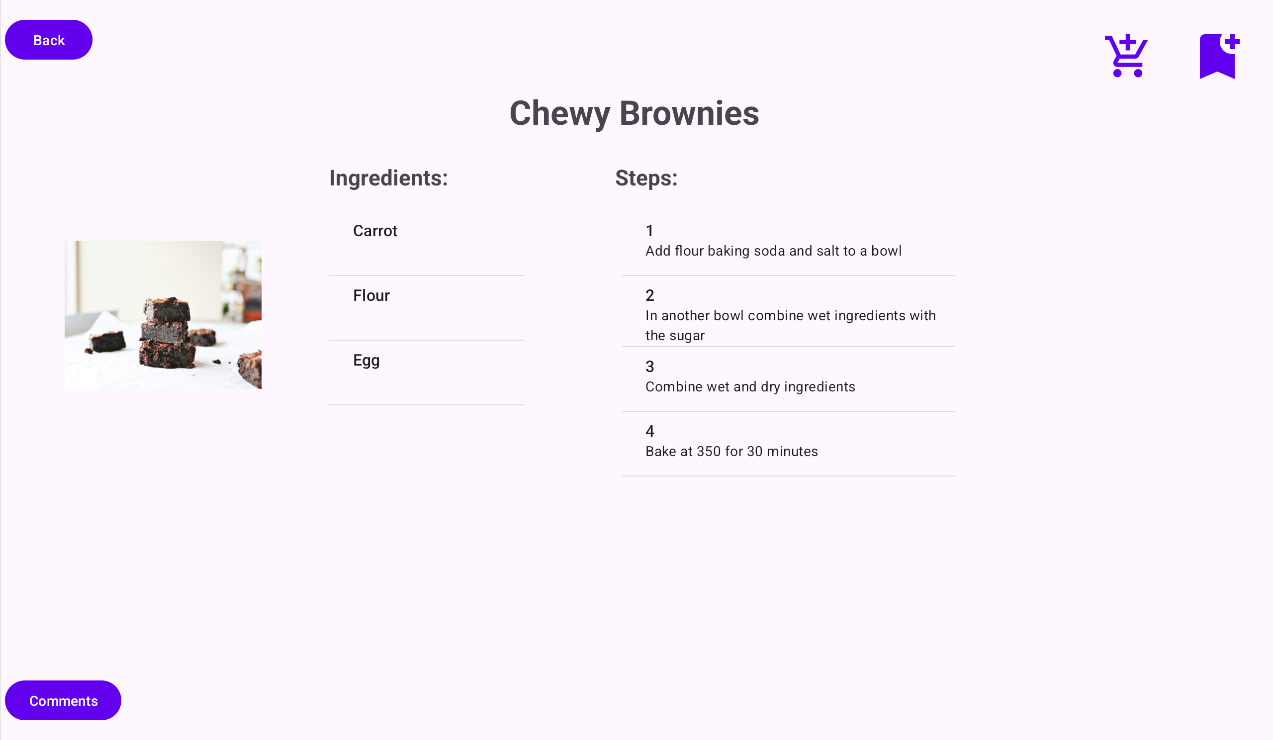 Back
Chewy Brownies
Ingredients:
Carrot
Flour
Egg
Steps:
1
Add flour baking soda and salt to a bowl
2
In another bowl combine wet ingredients with
the sugar
3
Combine wet and dry ingredients
4
Bake at 350 for 30 minutes
Comments